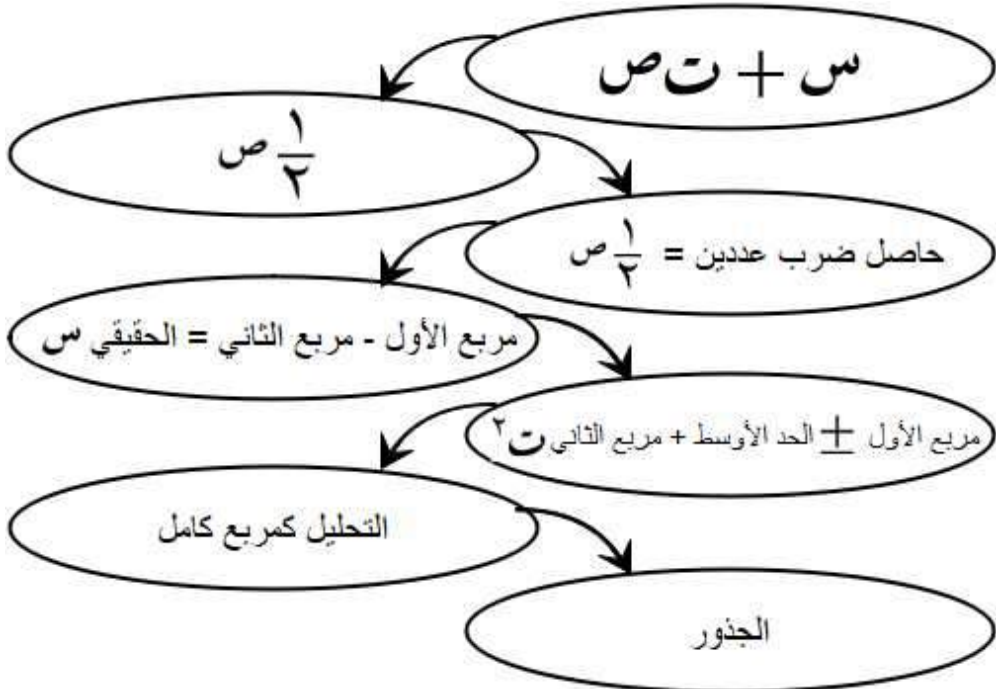 س + ت ص
١/٢ ص
حاصل ضرب عددين = ١/٢ ص
مربع الأول - مربع الثاني = الحقيقي س
مربع الأول ± الحد الأوسط + مربع الثاني ت٢
التحليل كمربع كامل
الجذور